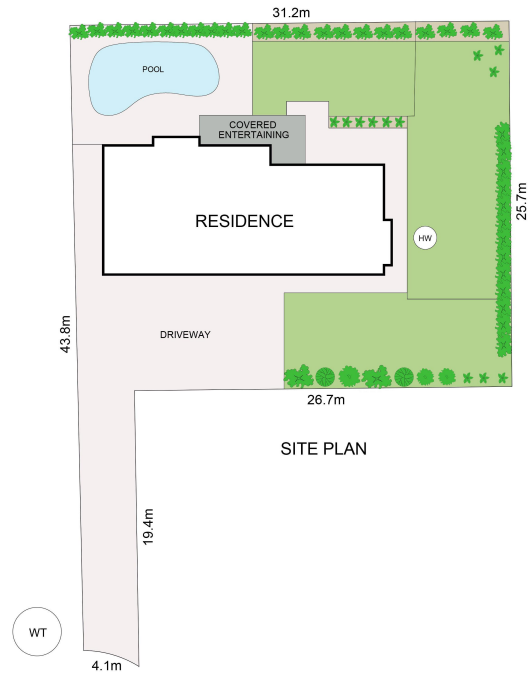 31.2m
POOL
COVERED
ENTERTAINING
RESIDENCE
25.7m
HW
43.8m
DRIVEWAY
26.7m
SITE PLAN
19.4m
WT
4.1m